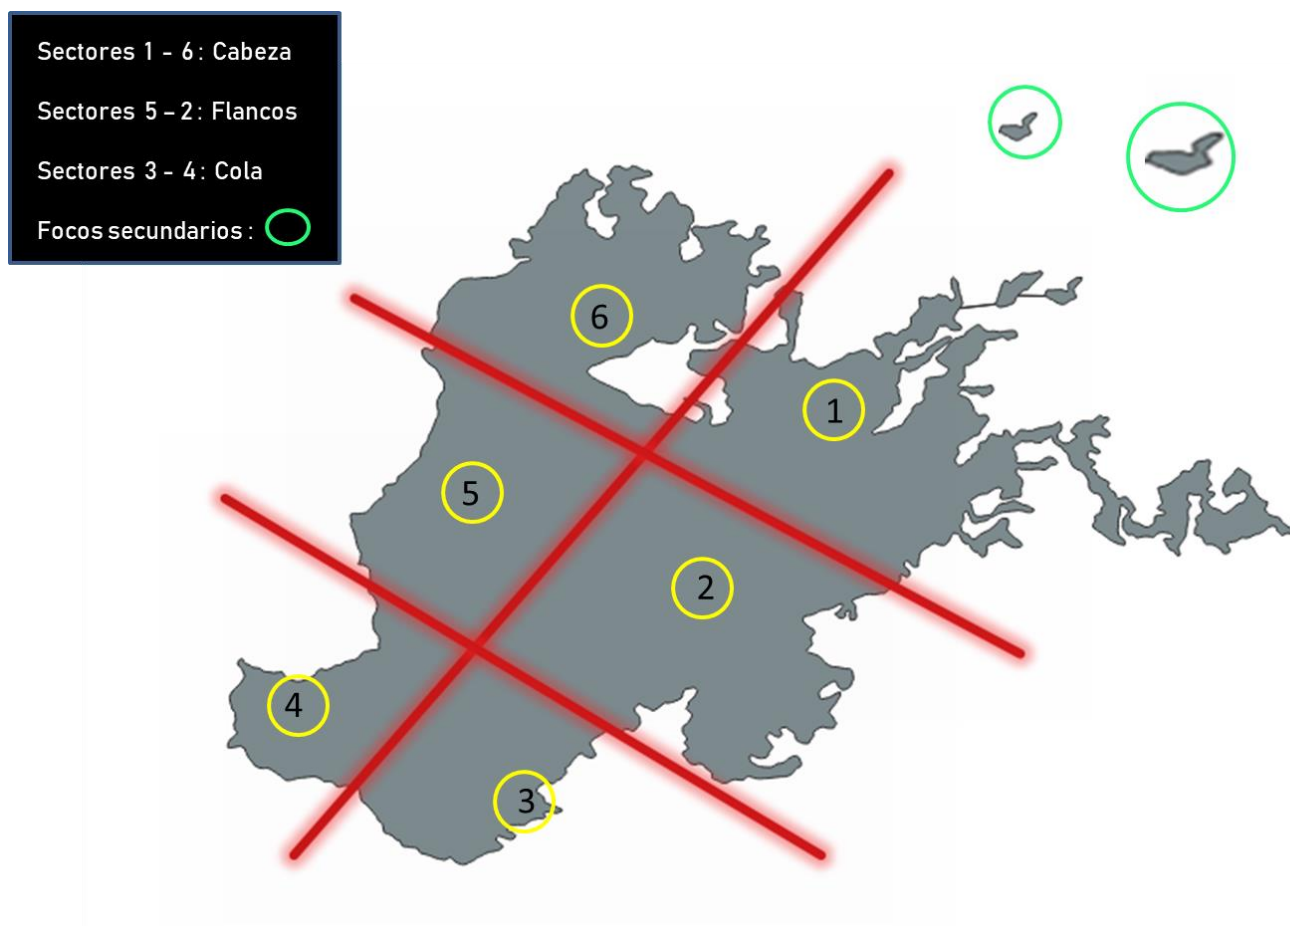 Sectores 1 - 6 : Cabeza
Sectores 5 – 2 : Flancos
Sectores 3 - 4 : Cola
Focos secundarios :
6
1
5
2
4
3